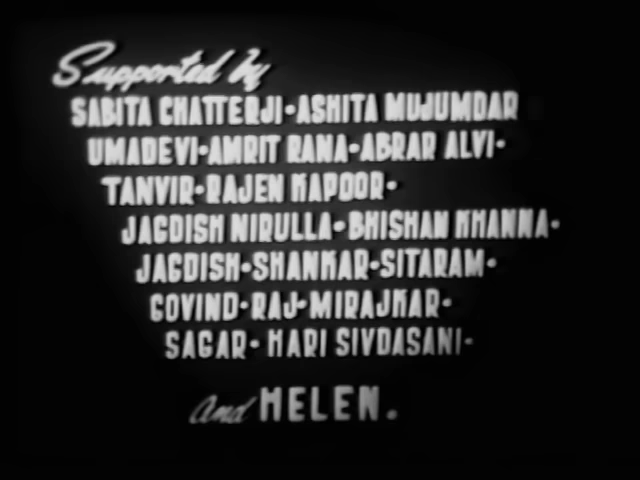 Supported by
SABITA CHATTERJI•ASHITA MUJUMDAR
UMADEVI•AMRIT RANA•ABRAR ALVI•
TANVIR•RAJEN KAPOOR•
JAGDISH NIRULLA•BHISHAN KHANNA•
JAGDISH•SHANKAR•SITARAM•
GOVIND•RAJ•MIRAJKAR•
SAGAR•HARI SIVDASANI•
And HELEN.